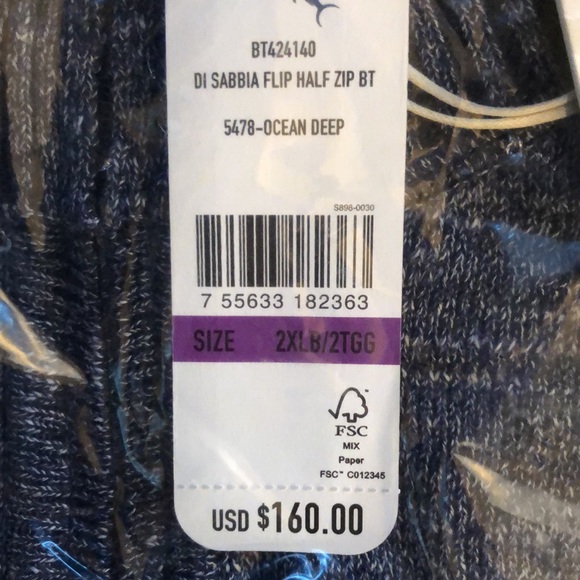 BT424140
DI SABBIA FLIP HALF ZIP BT
5478-OCEAN DEEP
S898-0030
7 55633 182363
SIZE 2XLB/2TGG
FSC
MIX
Paper
FSC™ C012345
USD $160.00